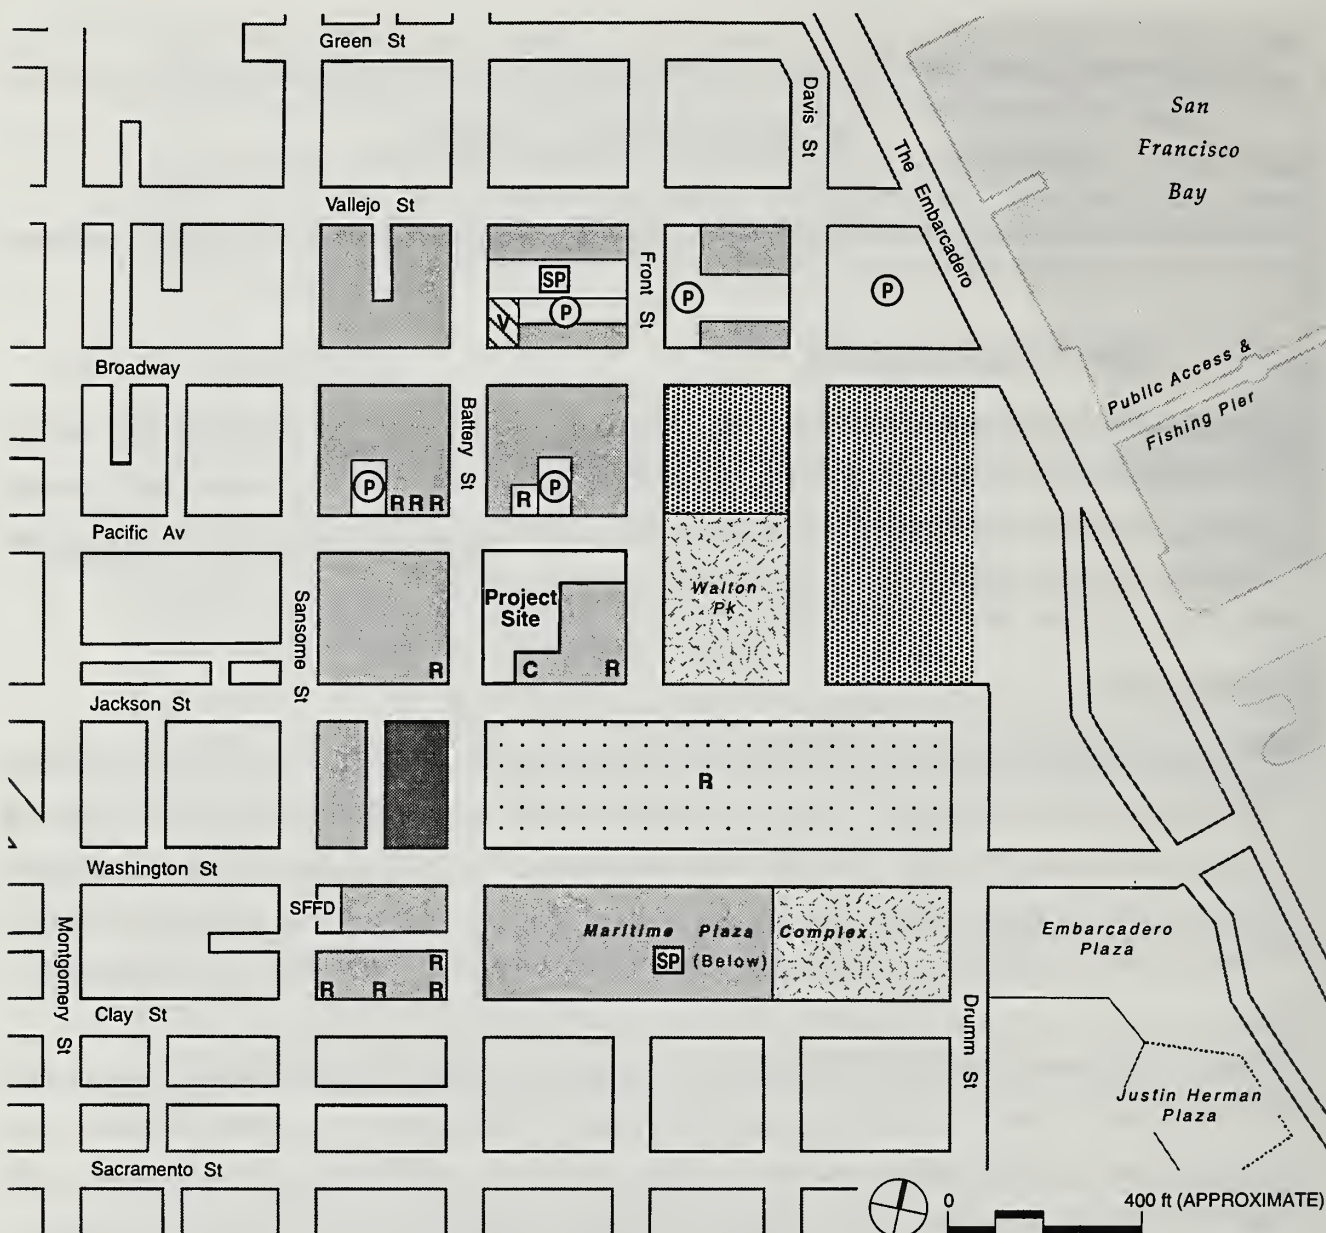 Green St
San
Francisco
Bay
Davis St
The Embarcadero
Vallejo St
SP
P
V
Front St
P
P
Broadway
Public Access &
Fishing Pier
Battery St
P
R R R
R
P
Pacific Av
Sansome St
Project
Site
Walton
Pk
R
C
R
Jackson St
R
Washington St
SFFD
Montgomery St
Maritime Plaza Complex
SP (Below)
Embarcadero
Plaza
R
R R R
Clay St
Drumm St
Justin Herman
Plaza
Sacramento St
0 400 ft (APPROXIMATE)